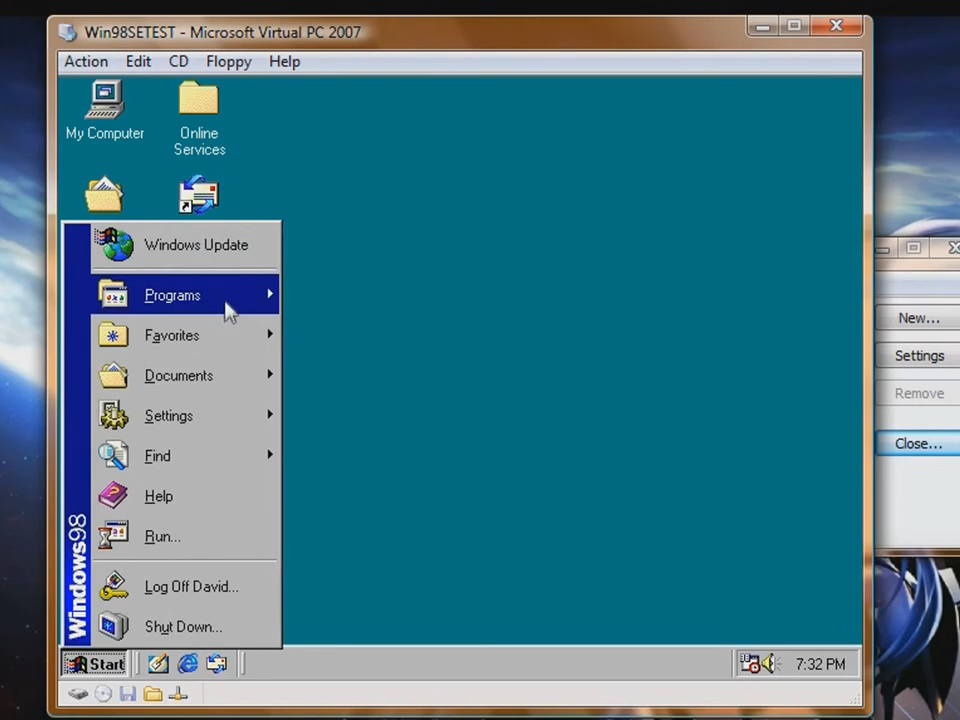 Win98SETEST - Microsoft Virtual PC 2007
Action Edit CD Floppy Help
My Computer
Online
Services
Windows Update
Programs
Favorites
Documents
Settings
Find
Help
Run...
Log Off David...
Shut Down...
Windows98
Start
7:32 PM
New...
Settings
Remove
Close...